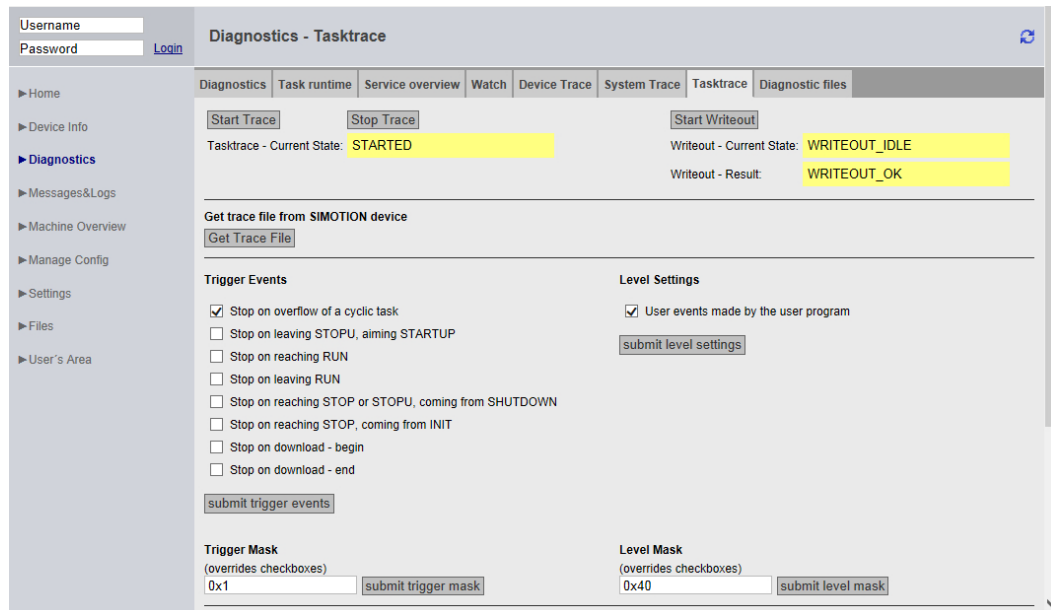 Username
Password Login
Diagnostics - Tasktrace
►Home
►Device Info
►Diagnostics
►Messages&Logs
►Machine Overview
►Manage Config
►Settings
►Files
►User´s Area
Diagnostics Task runtime Service overview Watch Device Trace System Trace Tasktrace Diagnostic files
Start Trace Stop Trace Start Writeout
Tasktrace - Current State: STARTED Writeout - Current State: WRITEOUT_IDLE
Writeout - Result: WRITEOUT_OK
Get trace file from SIMOTION device
Get Trace File
Trigger Events
Stop on overflow of a cyclic task
Stop on leaving STOPU, aiming STARTUP
Stop on reaching RUN
Stop on leaving RUN
Stop on reaching STOP or STOPU, coming from SHUTDOWN
Stop on reaching STOP, coming from INIT
Stop on download - begin
Stop on download - end
submit trigger events
Level Settings
User events made by the user program
submit level settings
Trigger Mask
(overrides checkboxes)
0x1 submit trigger mask
Level Mask
(overrides checkboxes)
0x40 submit level mask